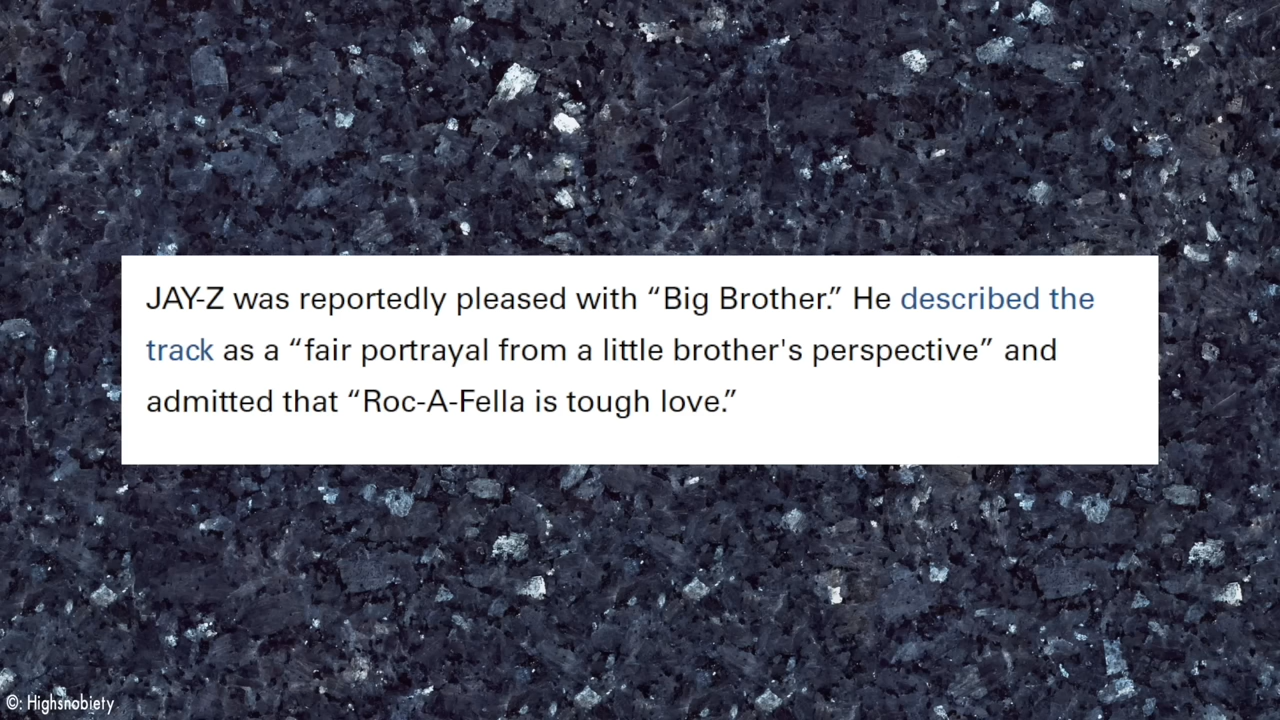 JAY-Z was reportedly pleased with “Big Brother.” He described the
track as a “fair portrayal from a little brother's perspective” and
admitted that “Roc-A-Fella is tough love.”
©: Highsnobiety